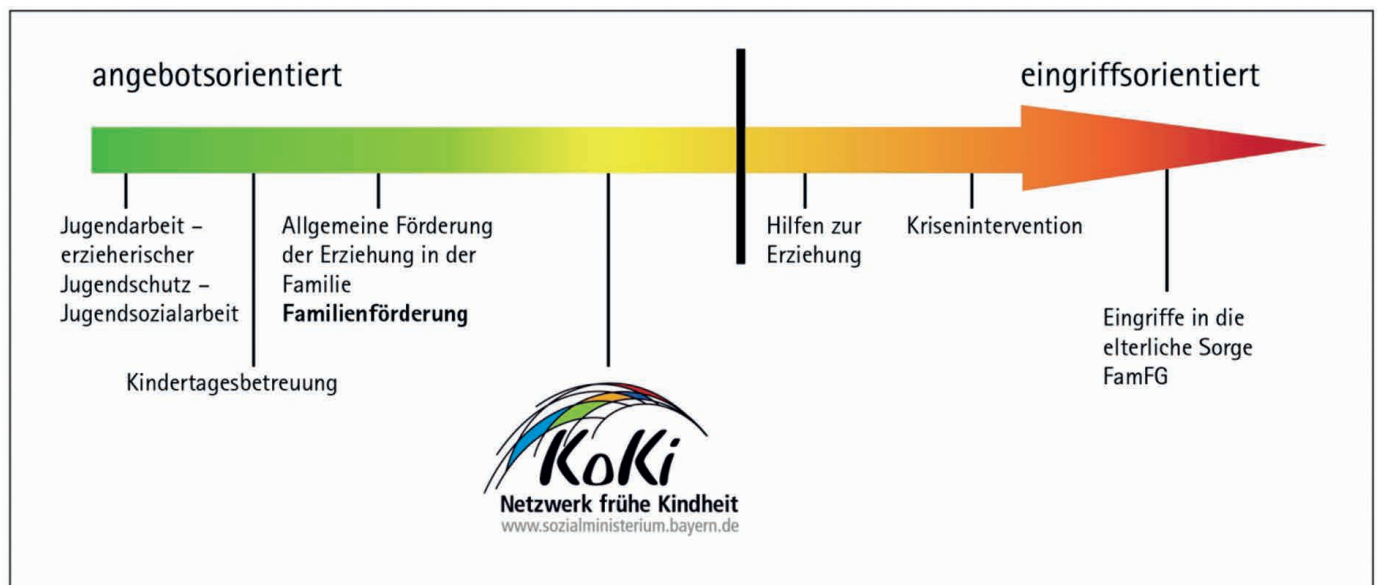 angebotsorientiert
eingriffsorientiert
Jugendarbeit –
erzieherischer
Jugendschutz –
Jugendsozialarbeit
Kindertagesbetreuung
Allgemeine Förderung
der Erziehung in der
Familie
Familienförderung
KoKi
Netzwerk frühe Kindheit
www.sozialministerium.bayern.de
Hilfen zur
Erziehung
Krisenintervention
Eingriffe in die
elterliche Sorge
FamFG